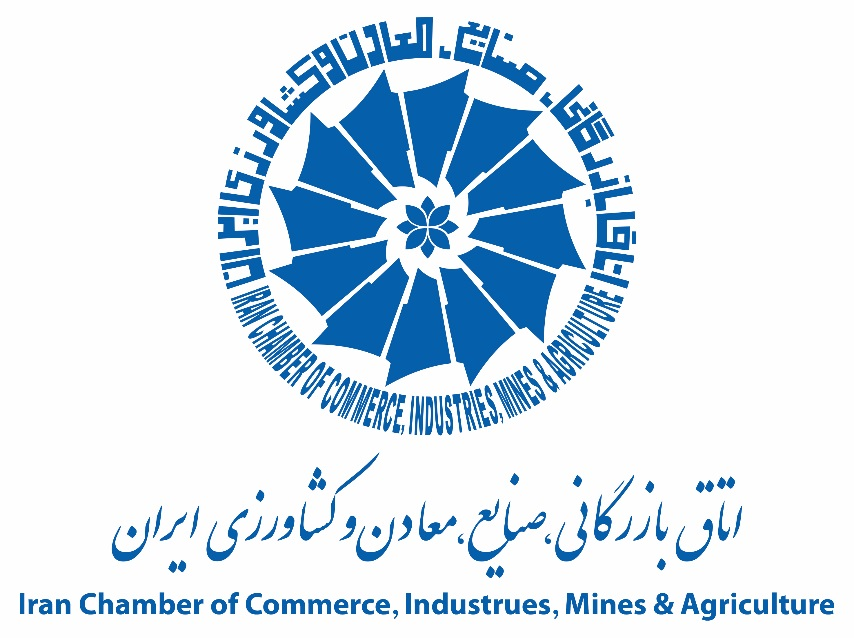 اتاق بازرگانی، صنایع، معادن و کشاورزی ایران
IRAN CHAMBER OF COMMERCE, INDUSTRIES, MINES & AGRICULTURE
اتاق بازرگانی، صنایع، معادن و کشاورزی ایران
Iran Chamber of Commerce, Industrues, Mines & Agriculture